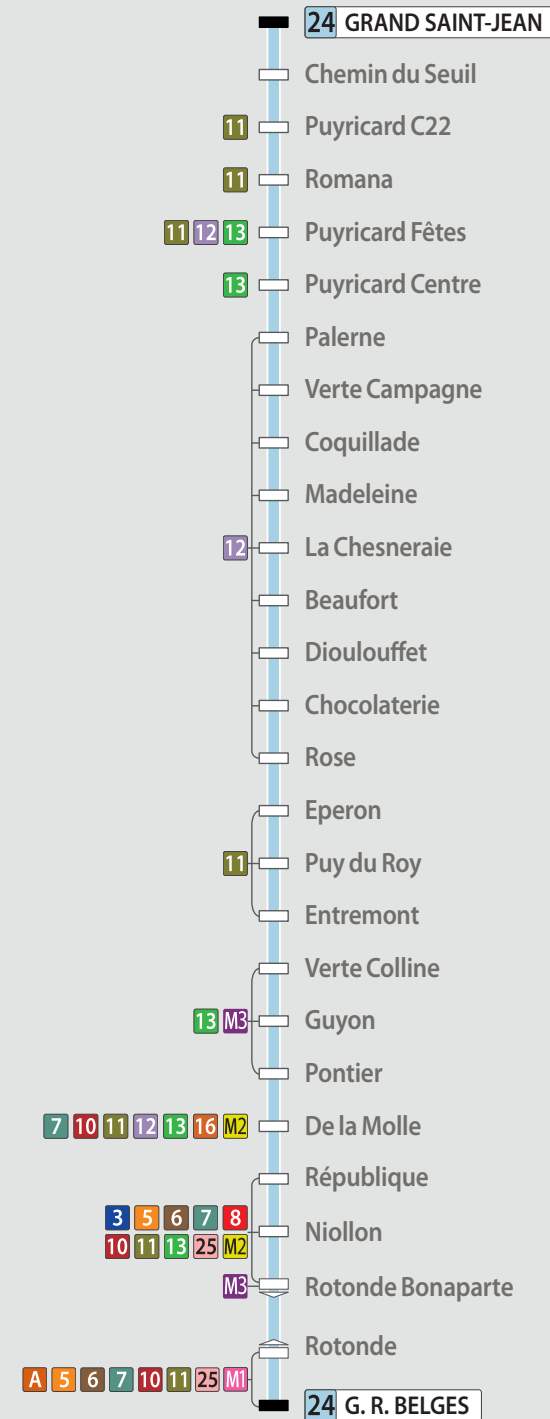 24 GRAND SAINT-JEAN
Chemin du Seuil
11 Puyricard C22
11 Romana
11 12 13 Puyricard Fêtes
13 Puyricard Centre
Palerne
Verte Campagne
Coquillade
Madeleine
12 La Chesneraie
Beaufort
Dioulouffet
Chocolaterie
Rose
Eperon
11 Puy du Roy
Entremont
Verte Colline
13 M3 Guyon
Pontier
7 10 11 12 13 16 M2 De la Molle
République
3 5 6 7 8
Niollon
10 11 13 25 M2
M3 Rotonde Bonaparte
Rotonde
A 5 6 7 10 11 25 M1
24 G. R. BELGES